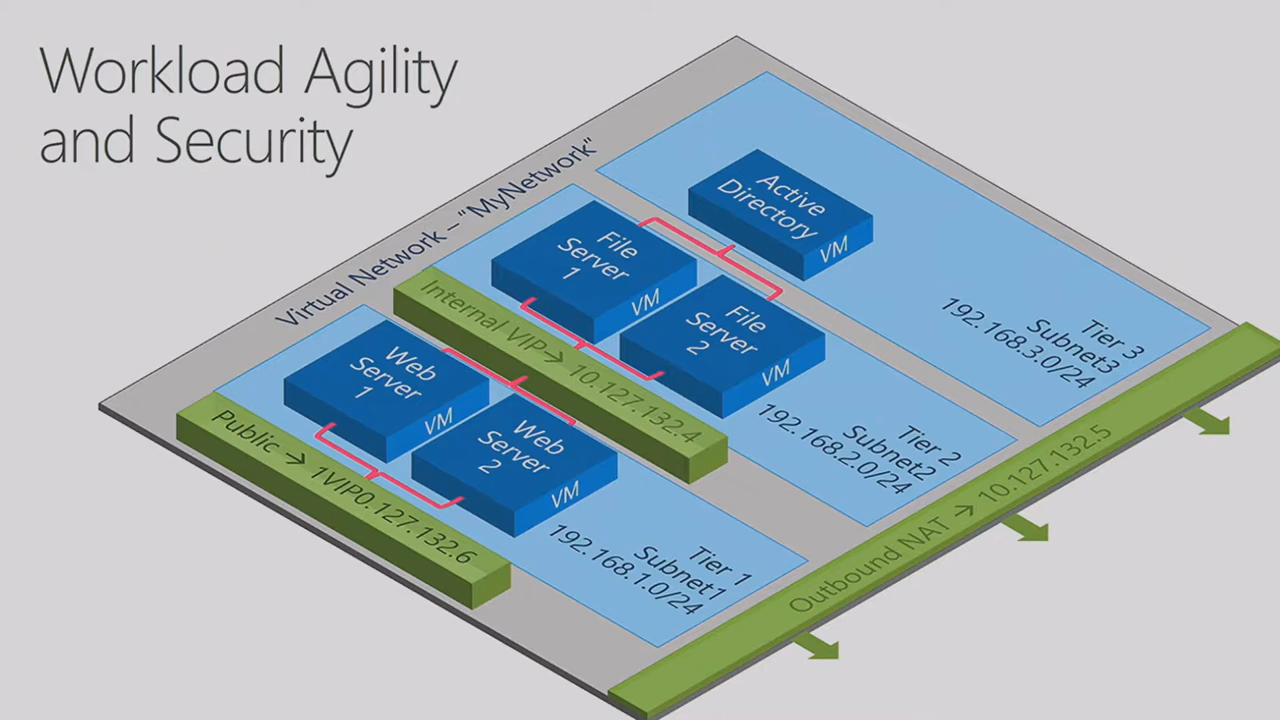 Workload Agility
and Security
Virtual Network – "MyNetwork"
Active
Directory
VM
File
Server
1
VM
File
Server
2
VM
Internal VIP→ 10.127.132.4
Web
Server
1
VM
Web
Server
2
VM
Public → 1VIP0.127.132.6
Tier 3
Subnet3
192.168.3.0/24
Tier 2
Subnet2
192.168.2.0/24
Tier 1
Subnet1
192.168.1.0/24
Outbound NAT → 10.127.132.5